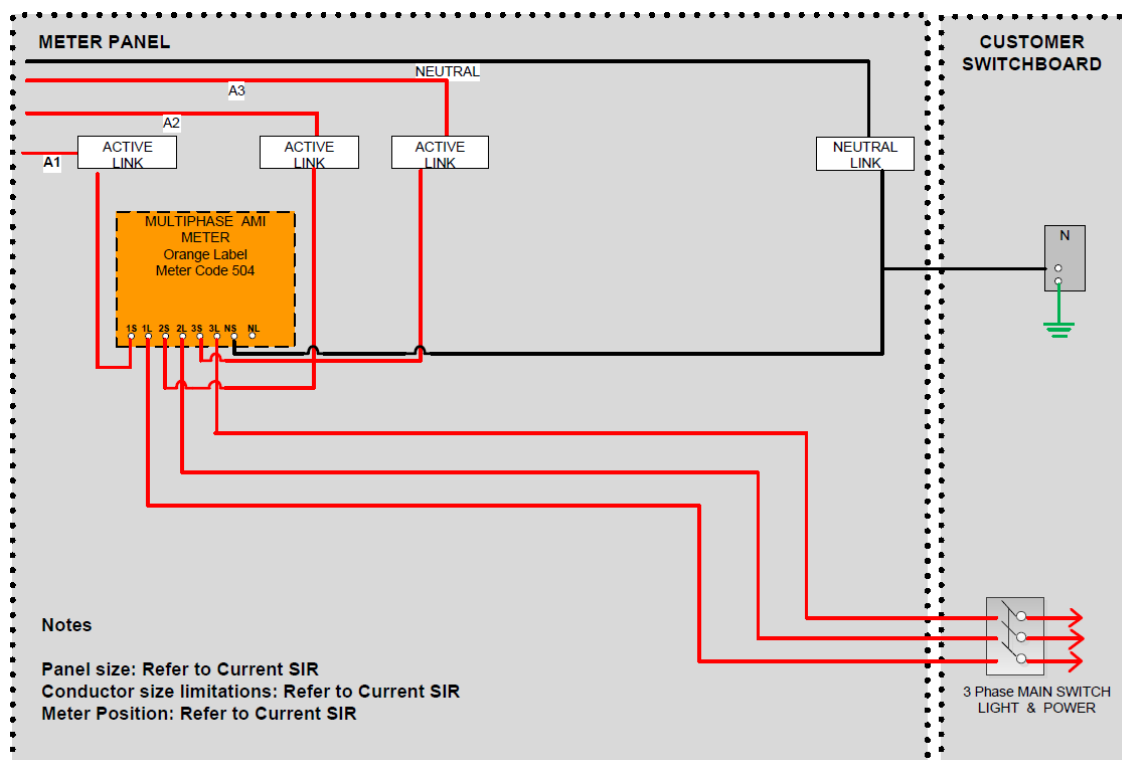 METER PANEL
CUSTOMER
SWITCHBOARD
NEUTRAL
A3
A2
A1
ACTIVE
LINK
ACTIVE
LINK
ACTIVE
LINK
NEUTRAL
LINK
MULTIPHASE AMI
METER
Orange Label
Meter Code 504
1S 1L 2S 2L 3S 3L NS NL
N
Notes
Panel size: Refer to Current SIR
Conductor size limitations: Refer to Current SIR
Meter Position: Refer to Current SIR
3 Phase MAIN SWITCH
LIGHT & POWER